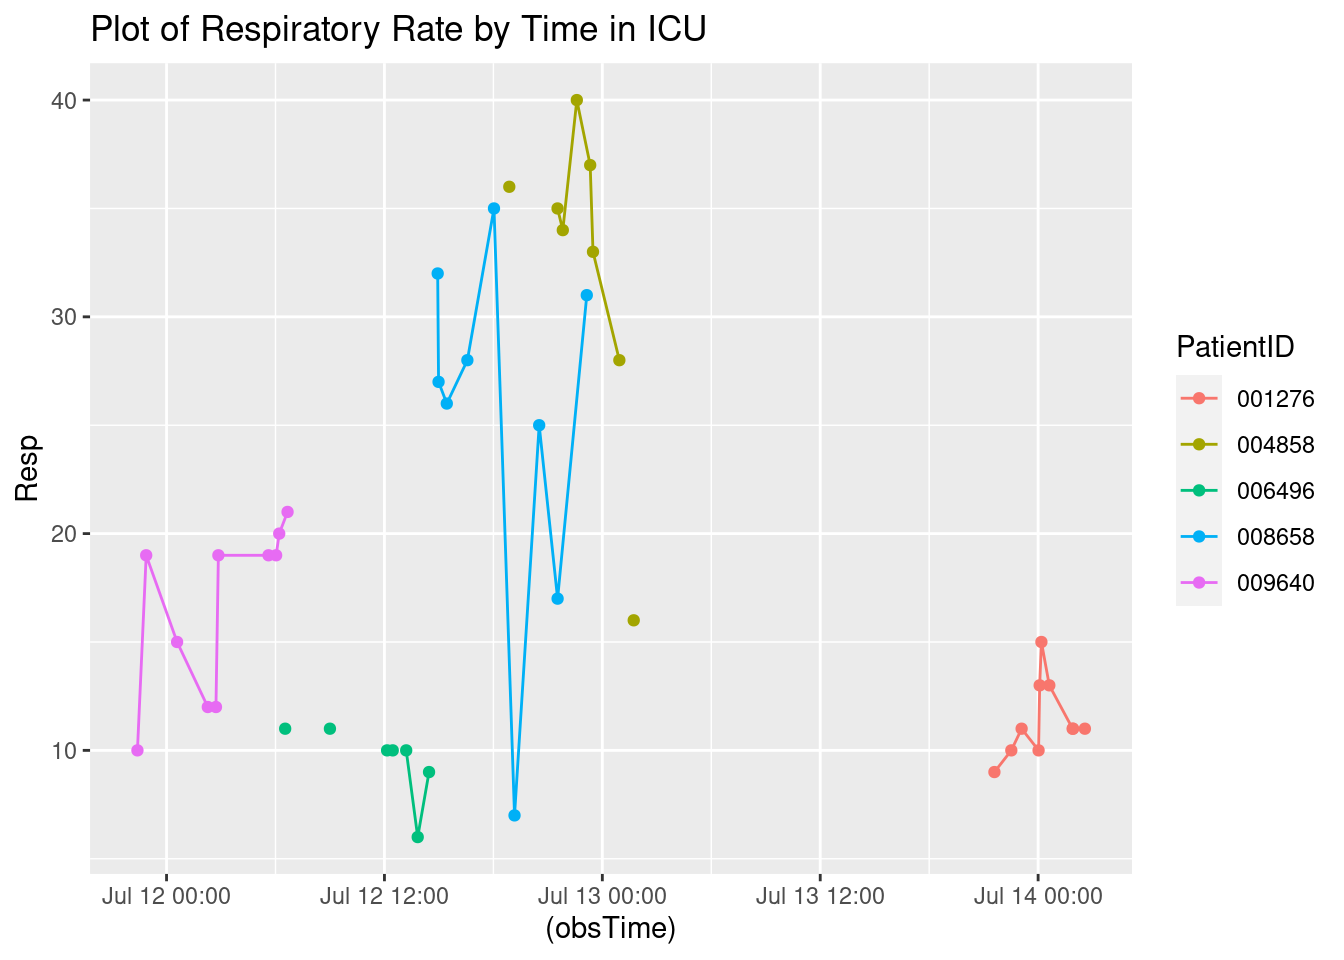 Plot of Respiratory Rate by Time in ICU
40
30
20
10
Resp
Jul 12 00:00 Jul 12 12:00 Jul 13 00:00 Jul 13 12:00 Jul 14 00:00
(obsTime)
PatientID
001276
004858
006496
008658
009640